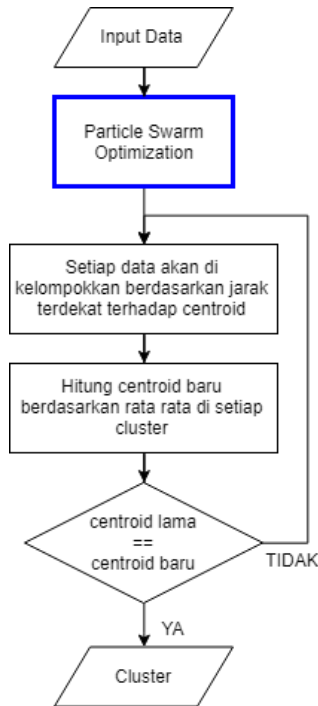 Input Data
Particle Swarm
Optimization
Setiap data akan di
kelompokkan berdasarkan jarak
terdekat terhadap centroid
Hitung centroid baru
berdasarkan rata rata di setiap
cluster
centroid lama
==
centroid baru
TIDAK
YA
Cluster